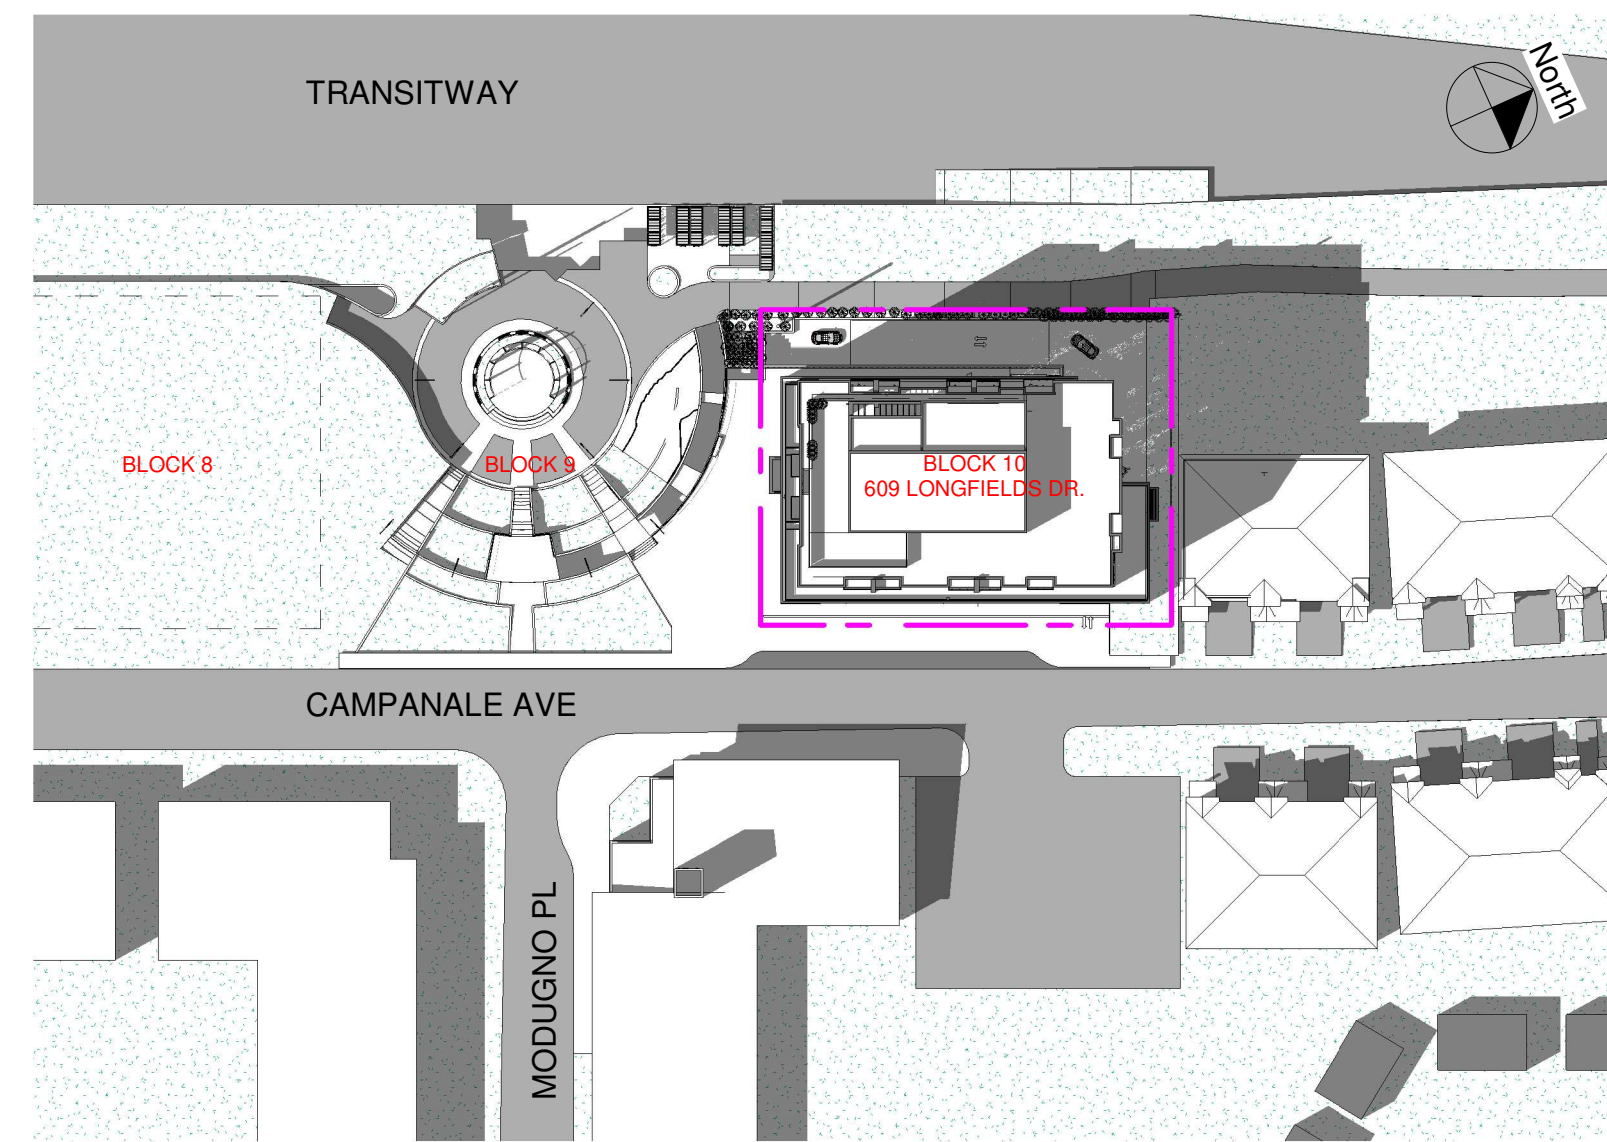 TRANSITWAY
North
BLOCK 8
BLOCK 9
BLOCK 10
609 LONGFIELDS DR.
CAMPANALE AVE
MODUGNO PL